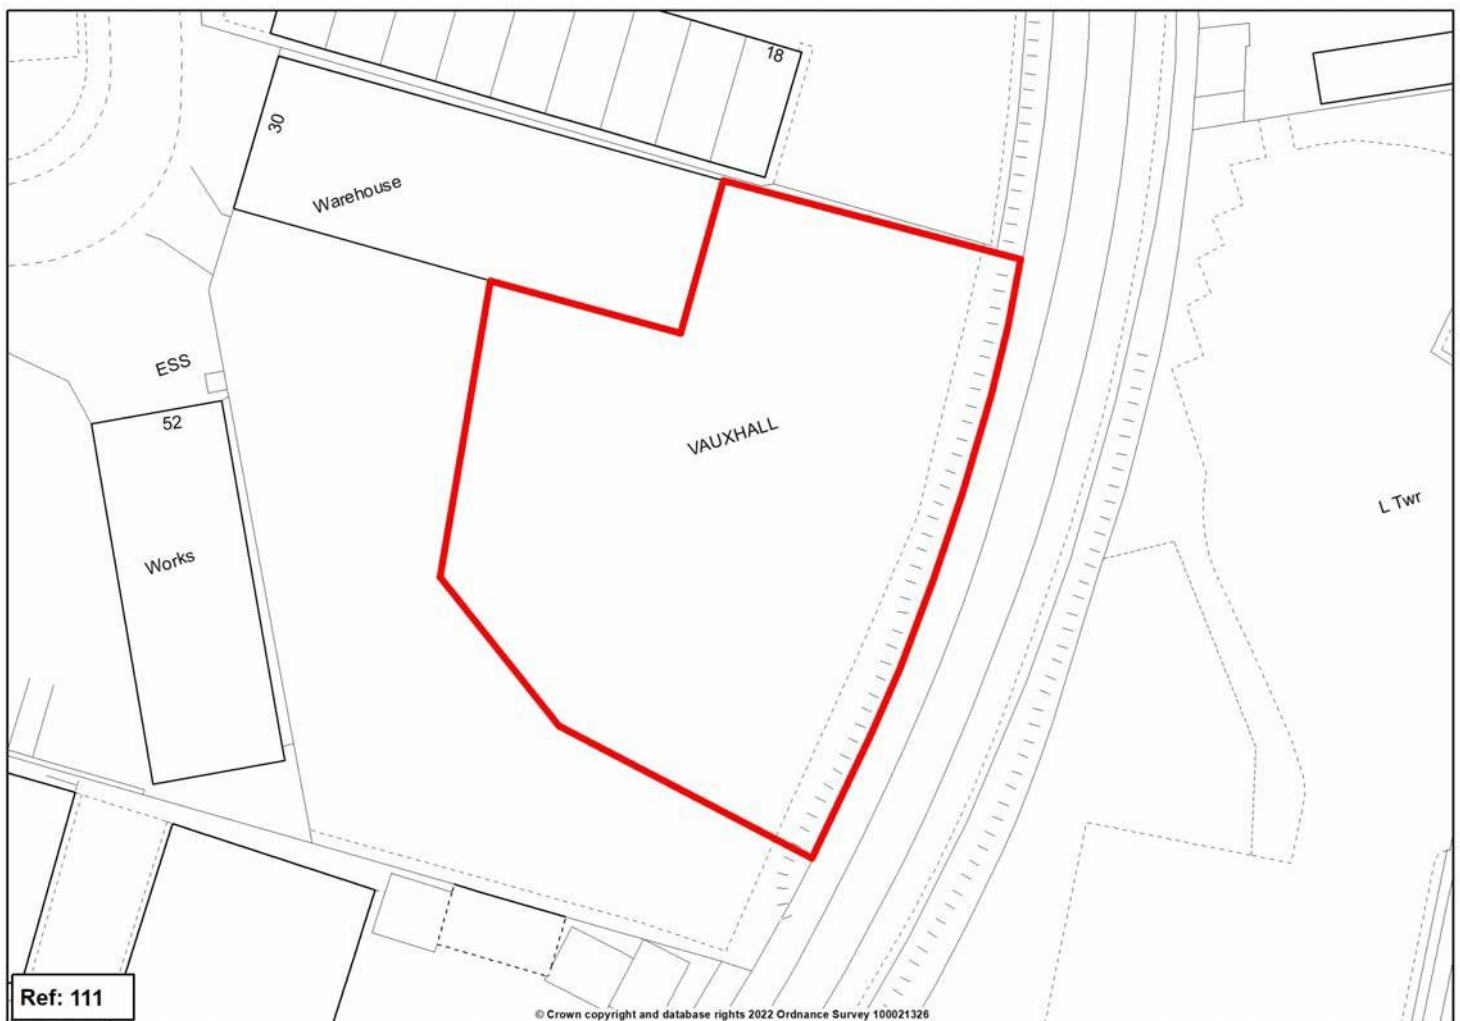 18
30
Warehouse
ESS
52
VAUXHALL
L Twr
Works
Ref: 111
© Crown copyright and database rights 2022 Ordnance Survey 100021326